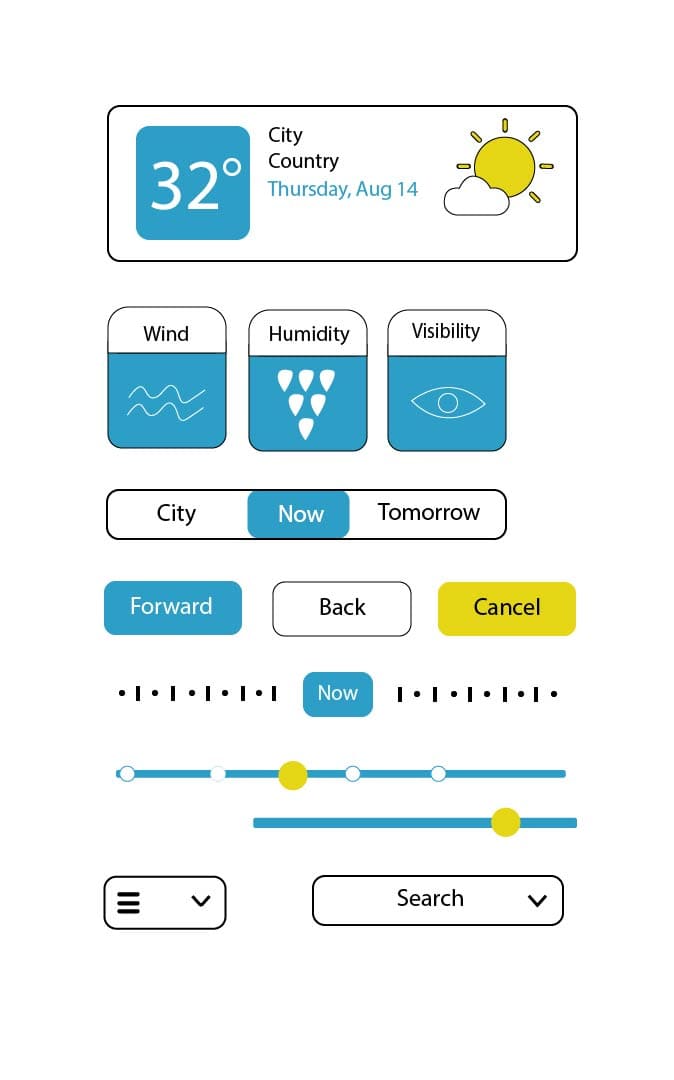 32°
City
Country
Thursday, Aug 14
Wind Humidity Visibility
City Now Tomorrow
Forward Back Cancel
Now
Search